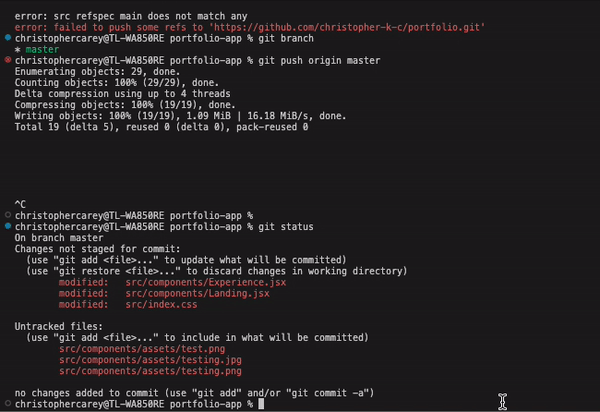 error: src refspec main does not match any
error: failed to push some refs to 'https://github.com/christopher-k-c/portfolio.git'
christophercarey@TL-WA850RE portfolio-app % git branch
* master
christophercarey@TL-WA850RE portfolio-app % git push origin master
Enumerating objects: 29, done.
Counting objects: 100% (29/29), done.
Delta compression using up to 4 threads
Compressing objects: 100% (19/19), done.
Writing objects: 100% (19/19), 1.09 MiB | 16.18 MiB/s, done.
Total 19 (delta 5), reused 0 (delta 0), pack-reused 0
^C
christophercarey@TL-WA850RE portfolio-app %
christophercarey@TL-WA850RE portfolio-app % git status
On branch master
Changes not staged for commit:
  (use "git add <file>..." to update what will be committed)
  (use "git restore <file>..." to discard changes in working directory)
        modified:   src/components/Experience.jsx
        modified:   src/components/Landing.jsx
        modified:   src/index.css
Untracked files:
  (use "git add <file>..." to include in what will be committed)
        src/components/assets/test.png
        src/components/assets/testing.jpg
        src/components/assets/testing.png
no changes added to commit (use "git add" and/or "git commit -a")
christophercarey@TL-WA850RE portfolio-app %